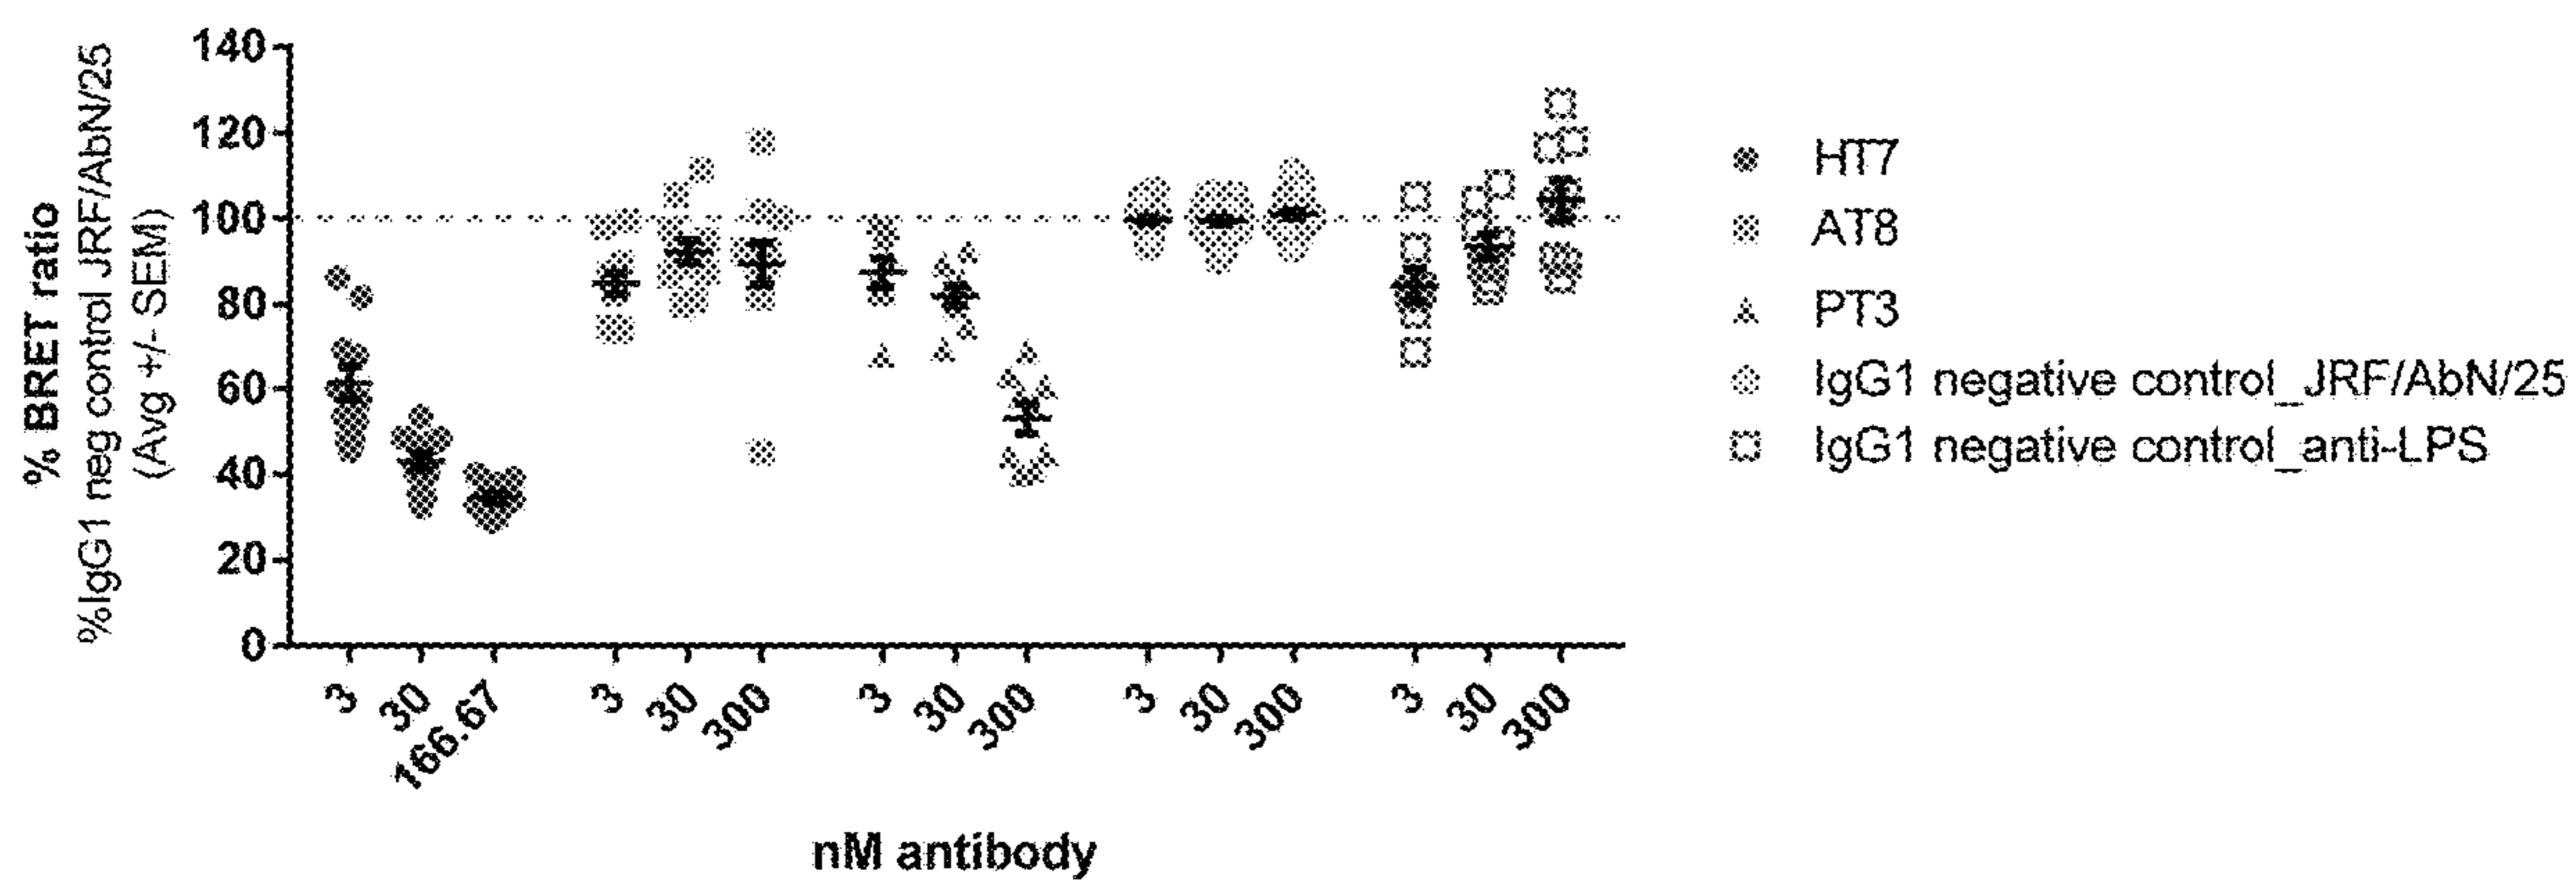 % BRET ratio
%IgG1 neg control JRF/AbN/25
(Avg +/- SEM)
140
120
100
80
60
40
20
0
3 30 166.67 3 30 300 3 30 300 3 30 300 3 30 300
nM antibody
HT7
AT8
PT3
IgG1 negative control_JRF/AbN/25
IgG1 negative control_anti-LPS